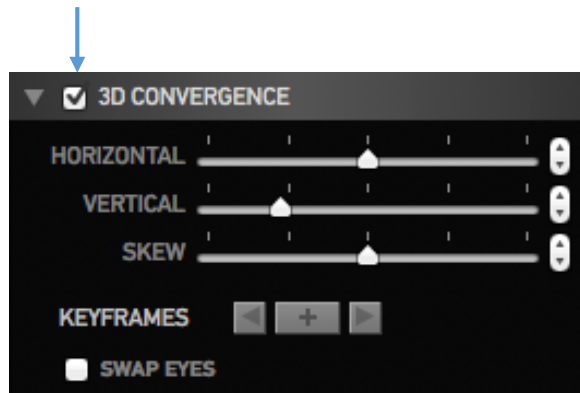 3D CONVERGENCE
HORIZONTAL
VERTICAL
SKEW
KEYFRAMES
SWAP EYES